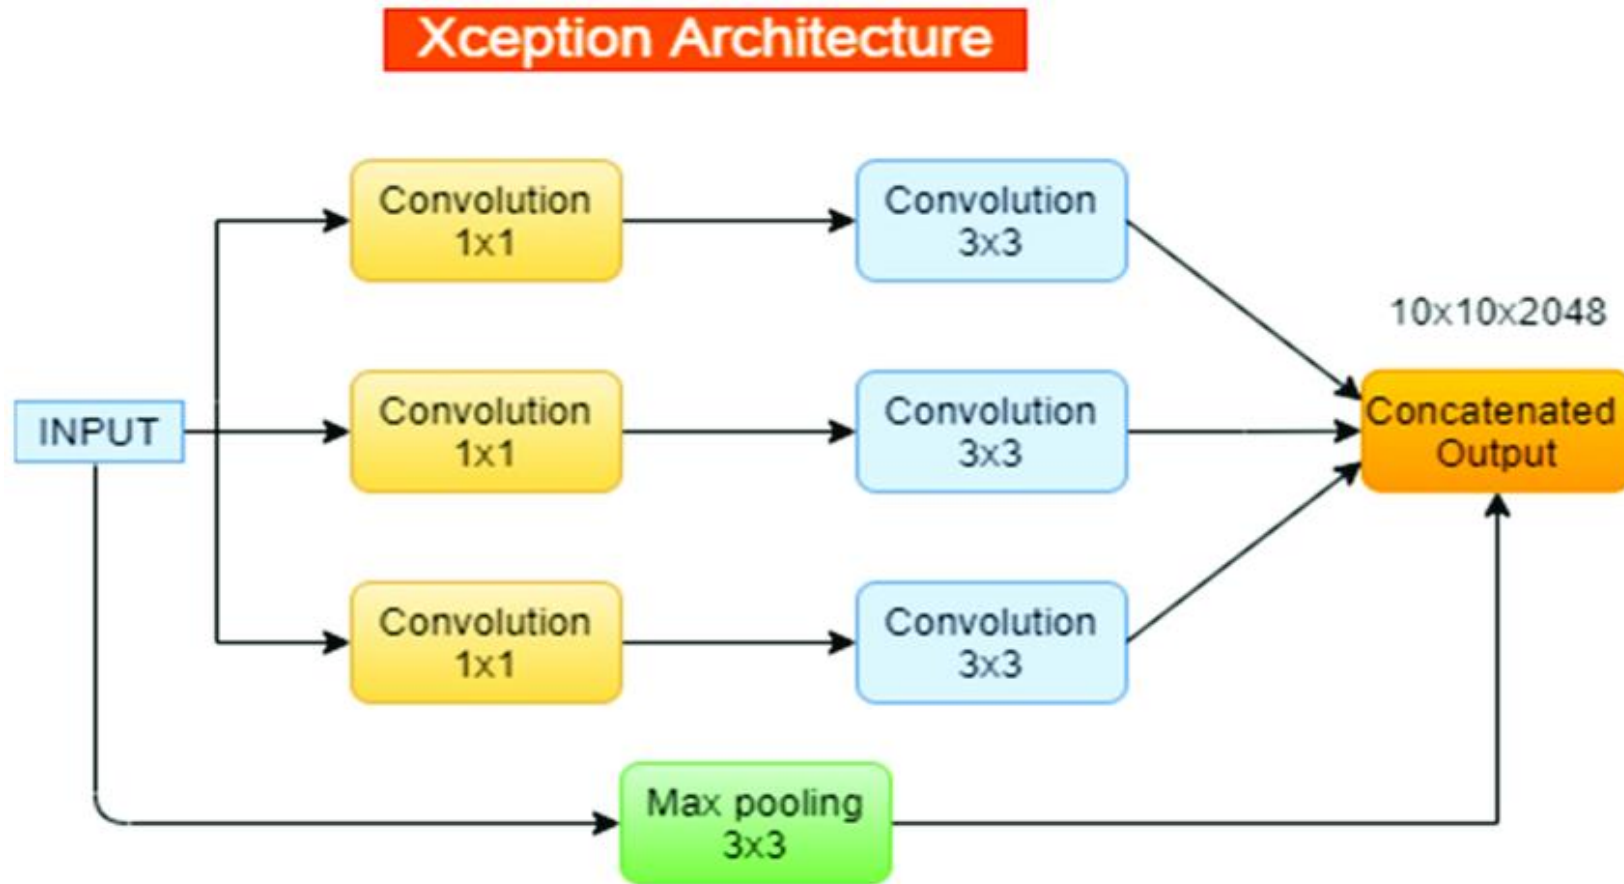 Xception Architecture
Convolution
1x1
Convolution
3x3
10x10x2048
INPUT
Convolution
1x1
Convolution
3x3
Concatenated
Output
Convolution
1x1
Convolution
3x3
Max pooling
3x3